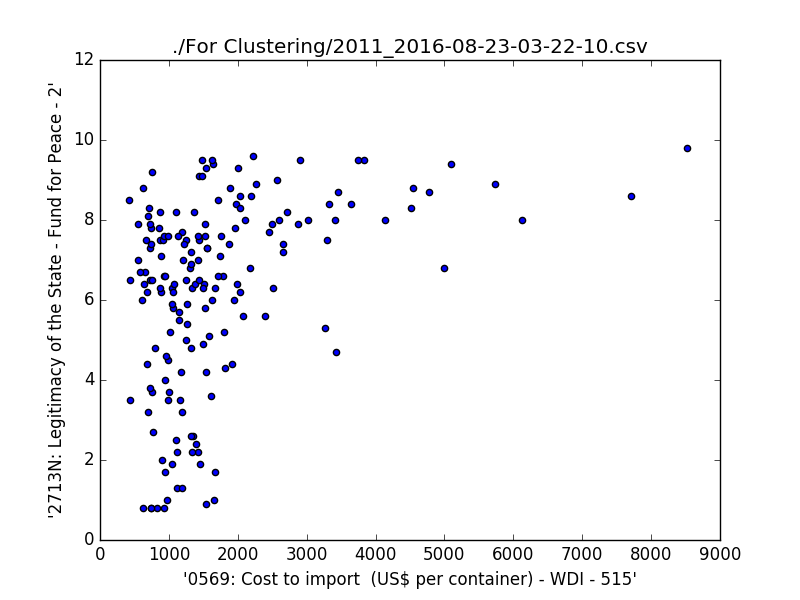 ./For Clustering/2011_2016-08-23-03-22-10.csv
'2713N: Legitimacy of the State - Fund for Peace - 2'
12
10
8
6
4
2
0
0 1000 2000 3000 4000 5000 6000 7000 8000 9000
'0569: Cost to import  (US$ per container) - WDI - 515'